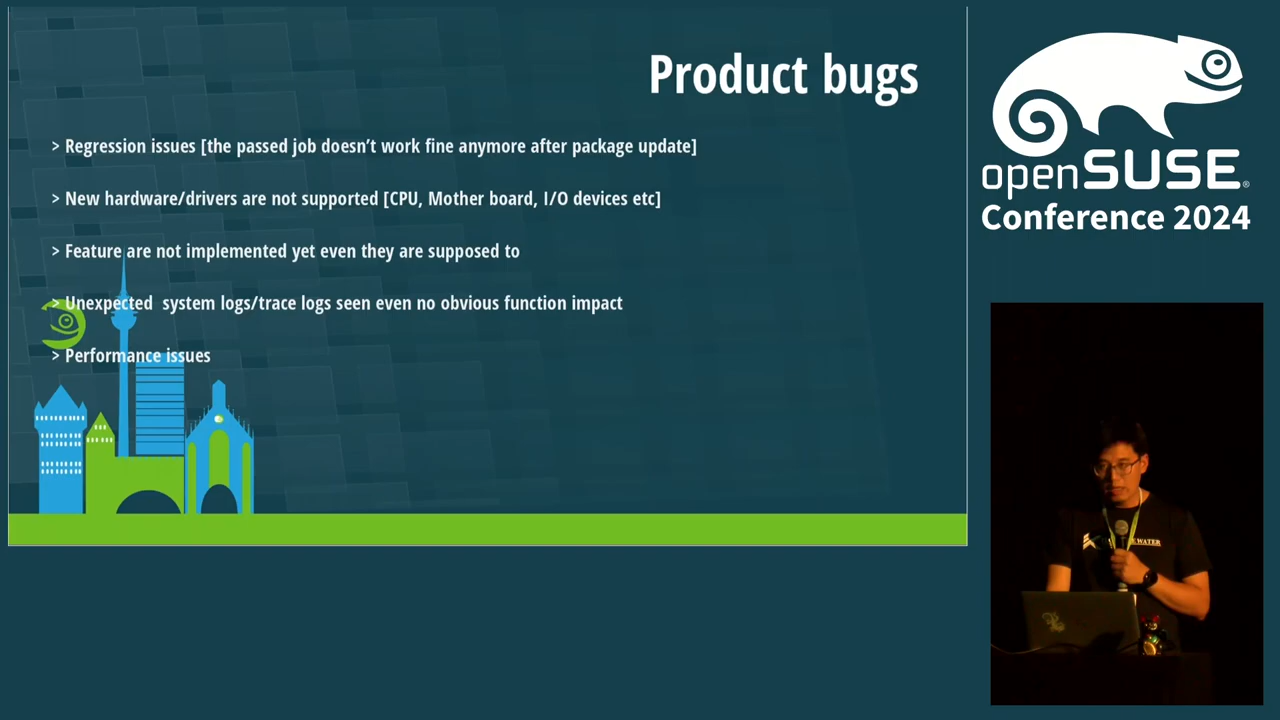 Product bugs
> Regression issues [the passed job doesn’t work fine anymore after package update]
> New hardware/drivers are not supported [CPU, Mother board, I/O devices etc]
> Feature are not implemented yet even they are supposed to
> Unexpected  system logs/trace logs seen even no obvious function impact
> Performance issues
openSUSE®
Conference 2024
WATER